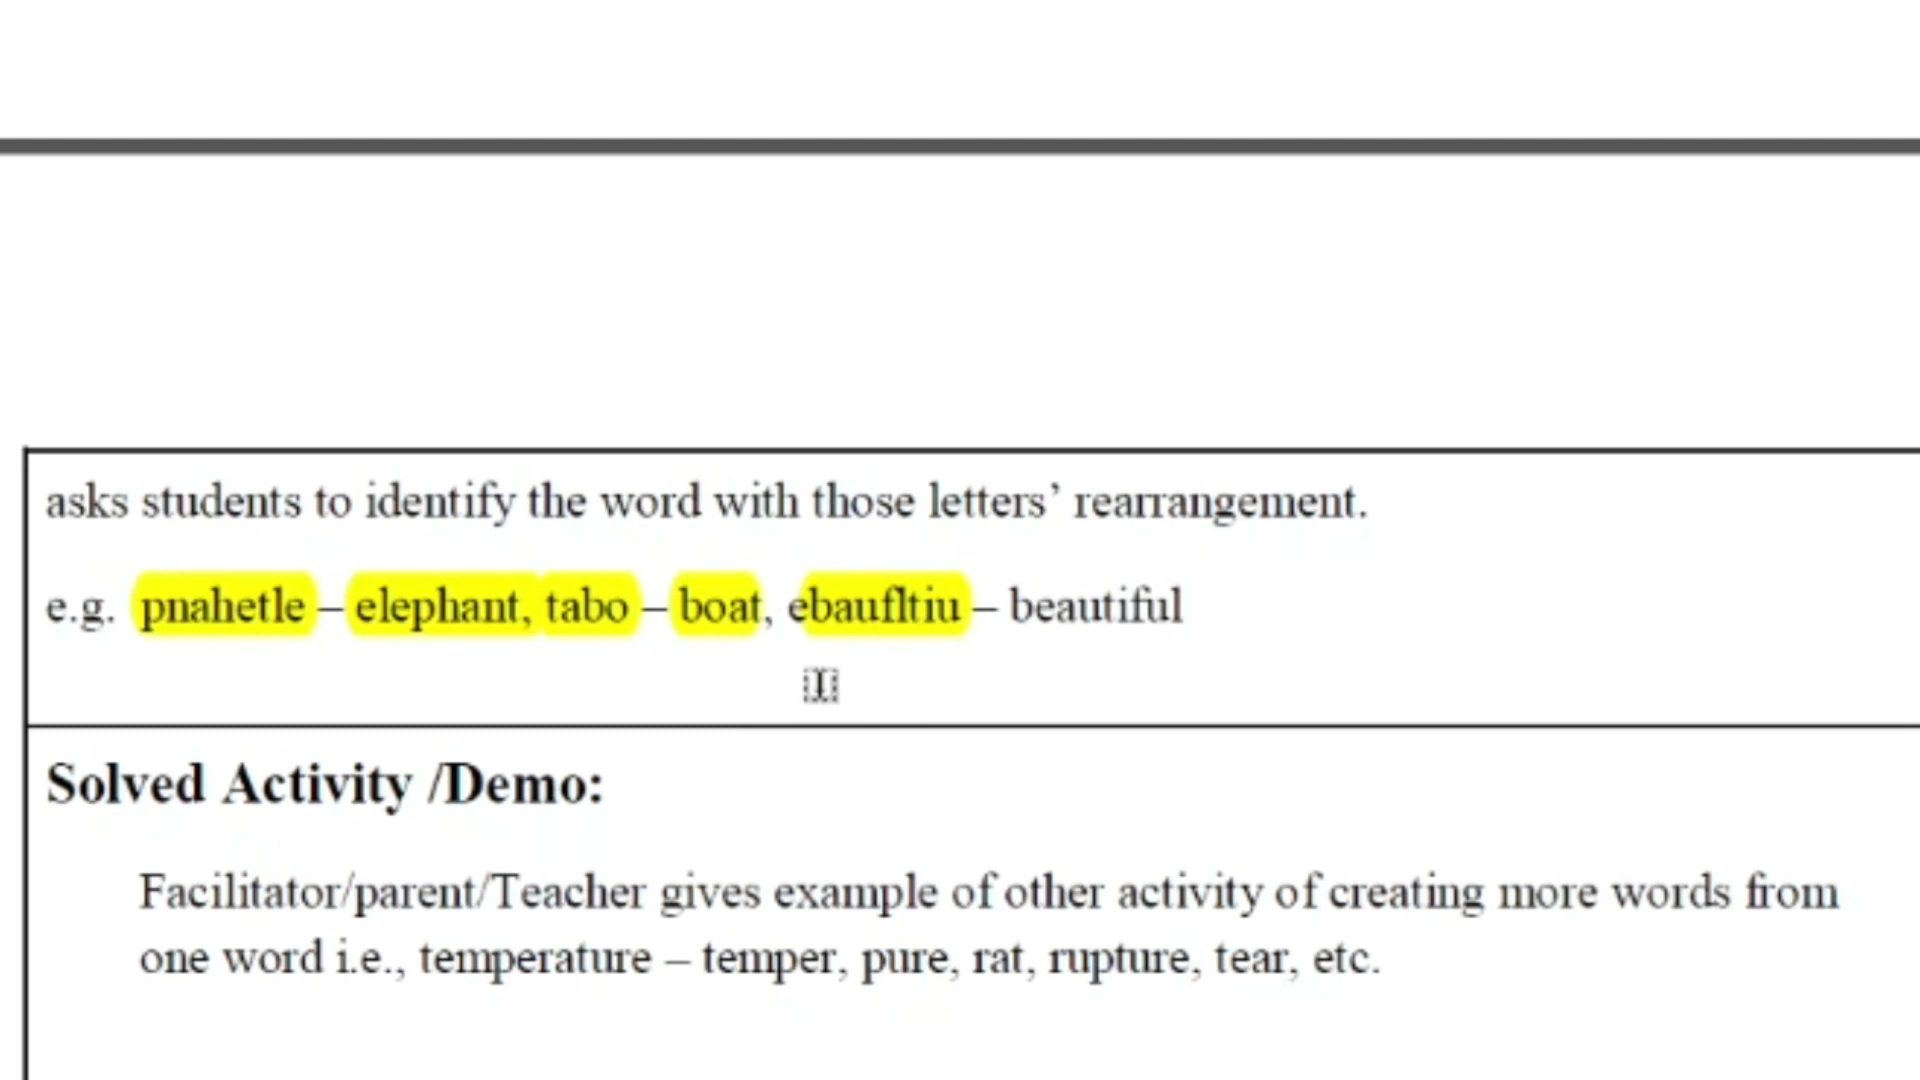 asks students to identify the word with those letters’ rearrangement.
e.g. pnahetle – elephant, tabo – boat, ebaufltiu – beautiful
Solved Activity /Demo:
Facilitator/parent/Teacher gives example of other activity of creating more words from
one word i.e., temperature – temper, pure, rat, rupture, tear, etc.